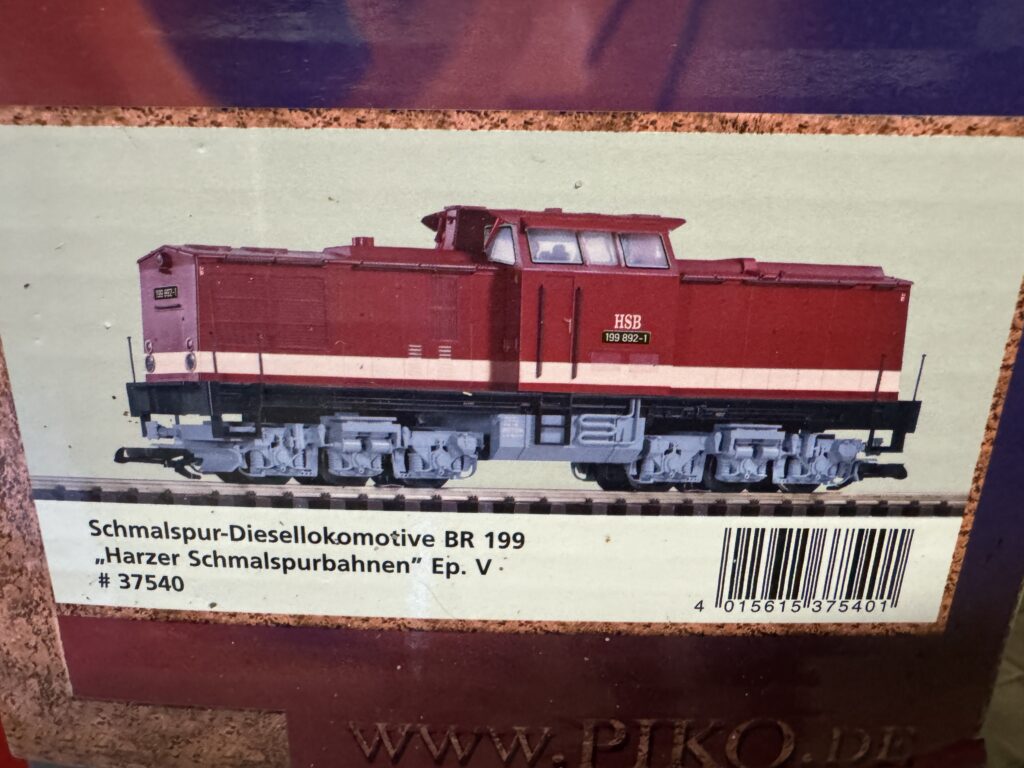 199 892-1
HSB
199 892-1
Schmalspur-Diesellokomotive BR 199
„Harzer Schmalspurbahnen” Ep. V
# 37540
4 015615 375401
WWW.PIKO.DE